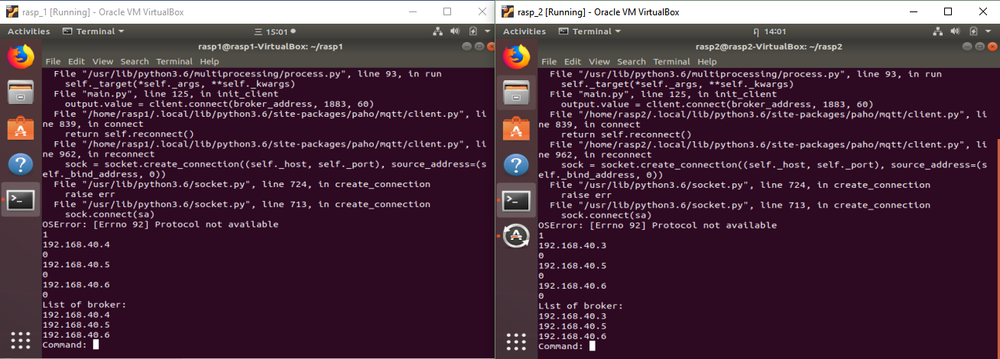 rasp_1 [Running] - Oracle VM VirtualBox
Activities Terminal 三 15:01
rasp1@rasp1-VirtualBox: ~/rasp1
File Edit View Search Terminal Help
  File "/usr/lib/python3.6/multiprocessing/process.py", line 93, in run
    self._target(*self._args, **self._kwargs)
  File "main.py", line 125, in init_client
    output.value = client.connect(broker_address, 1883, 60)
  File "/home/rasp1/.local/lib/python3.6/site-packages/paho/mqtt/client.py", li
ne 839, in connect
    return self.reconnect()
  File "/home/rasp1/.local/lib/python3.6/site-packages/paho/mqtt/client.py", li
ne 962, in reconnect
    sock = socket.create_connection((self._host, self._port), source_address=(s
elf._bind_address, 0))
  File "/usr/lib/python3.6/socket.py", line 724, in create_connection
    raise err
  File "/usr/lib/python3.6/socket.py", line 713, in create_connection
    sock.connect(sa)
OSError: [Errno 92] Protocol not available
1
192.168.40.4
0
192.168.40.5
0
192.168.40.6
0
List of broker:
192.168.40.4
192.168.40.5
192.168.40.6
Command:
rasp_2 [Running] - Oracle VM VirtualBox
Activities Terminal 14:01
rasp2@rasp2-VirtualBox: ~/rasp2
File Edit View Search Terminal Help
  File "/usr/lib/python3.6/multiprocessing/process.py", line 93, in run
    self._target(*self._args, **self._kwargs)
  File "main.py", line 125, in init_client
    output.value = client.connect(broker_address, 1883, 60)
  File "/home/rasp2/.local/lib/python3.6/site-packages/paho/mqtt/client.py", li
ne 839, in connect
    return self.reconnect()
  File "/home/rasp2/.local/lib/python3.6/site-packages/paho/mqtt/client.py", li
ne 962, in reconnect
    sock = socket.create_connection((self._host, self._port), source_address=(s
elf._bind_address, 0))
  File "/usr/lib/python3.6/socket.py", line 724, in create_connection
    raise err
  File "/usr/lib/python3.6/socket.py", line 713, in create_connection
    sock.connect(sa)
OSError: [Errno 92] Protocol not available
1
192.168.40.3
0
192.168.40.5
0
192.168.40.6
0
List of broker:
192.168.40.3
192.168.40.5
192.168.40.6
Command: